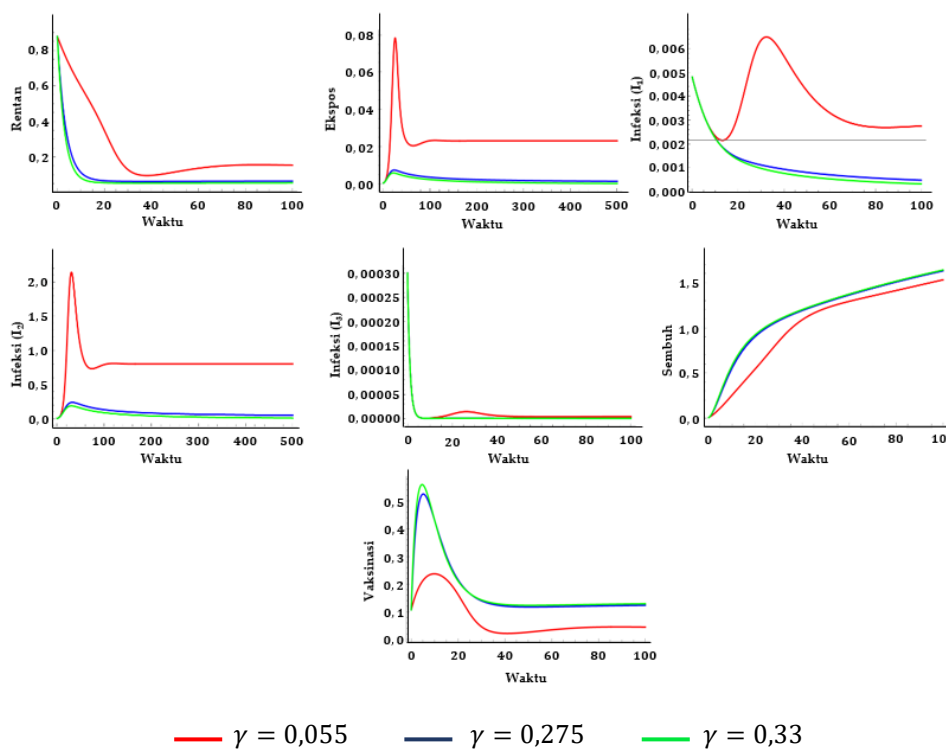 0,8
0,6
0,4
0,2
Rentan
0 20 40 60 80 100
Waktu
0,08
0,06
0,04
0,02
0,00
Ekspos
0 100 200 300 400 500
Waktu
0,006
0,005
0,004
0,003
0,002
0,001
0,000
Infeksi (I₁)
0 20 40 60 80 100
Waktu
2,0
1,5
1,0
0,5
0,0
Infeksi (I₂)
0 100 200 300 400 500
Waktu
0,00030
0,00025
0,00020
0,00015
0,00010
0,00005
0,00000
Infeksi (I₃)
0 20 40 60 80 100
Waktu
1,5
1,0
0,5
0,0
Sembuh
0 20 40 60 80 100
Waktu
0,5
0,4
0,3
0,2
0,1
0,0
Vaksinasi
0 20 40 60 80 100
Waktu
γ = 0,055 γ = 0,275 γ = 0,33